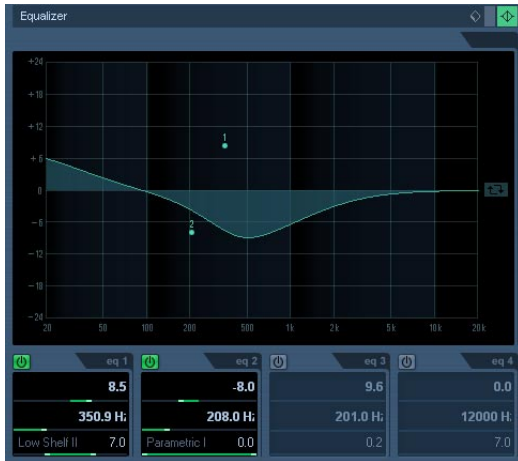 Equalizer
+24
+18
+12
+6
0
-6
-12
-18
-24
1
2
20 50 100 200 500 1k 2k 5k 10k 20k
eq 1 eq 2 eq 3 eq 4
8.5 -8.0 9.6 0.0
350.9 Hz 208.0 Hz 201.0 Hz 12000 Hz
Low Shelf II 7.0 Parametric I 0.0 0.2 7.0